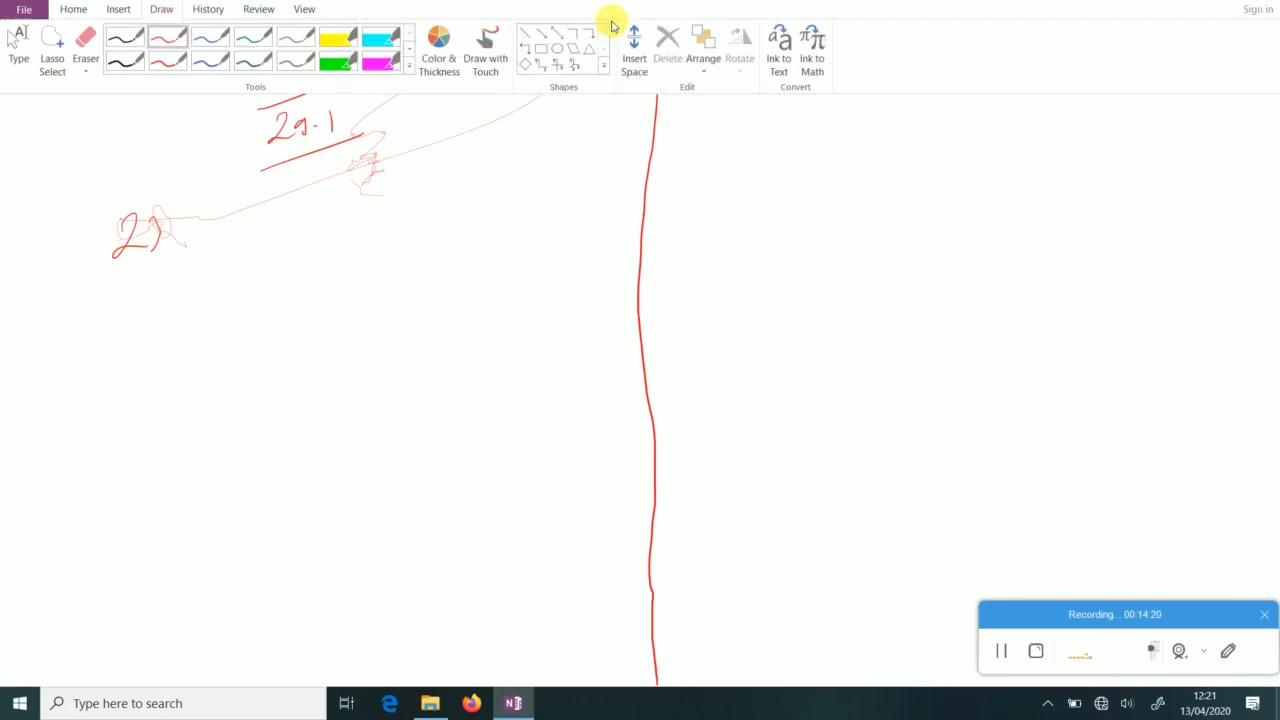 File Home Insert Draw History Review View Sign in
Type Lasso Select Eraser Color & Thickness Draw with Touch Insert Space Delete Arrange Rotate Ink to Text Ink to Math
Tools Shapes Edit Convert
29.1
2)
Recording... 00:14:20
Type here to search
12:21
13/04/2020